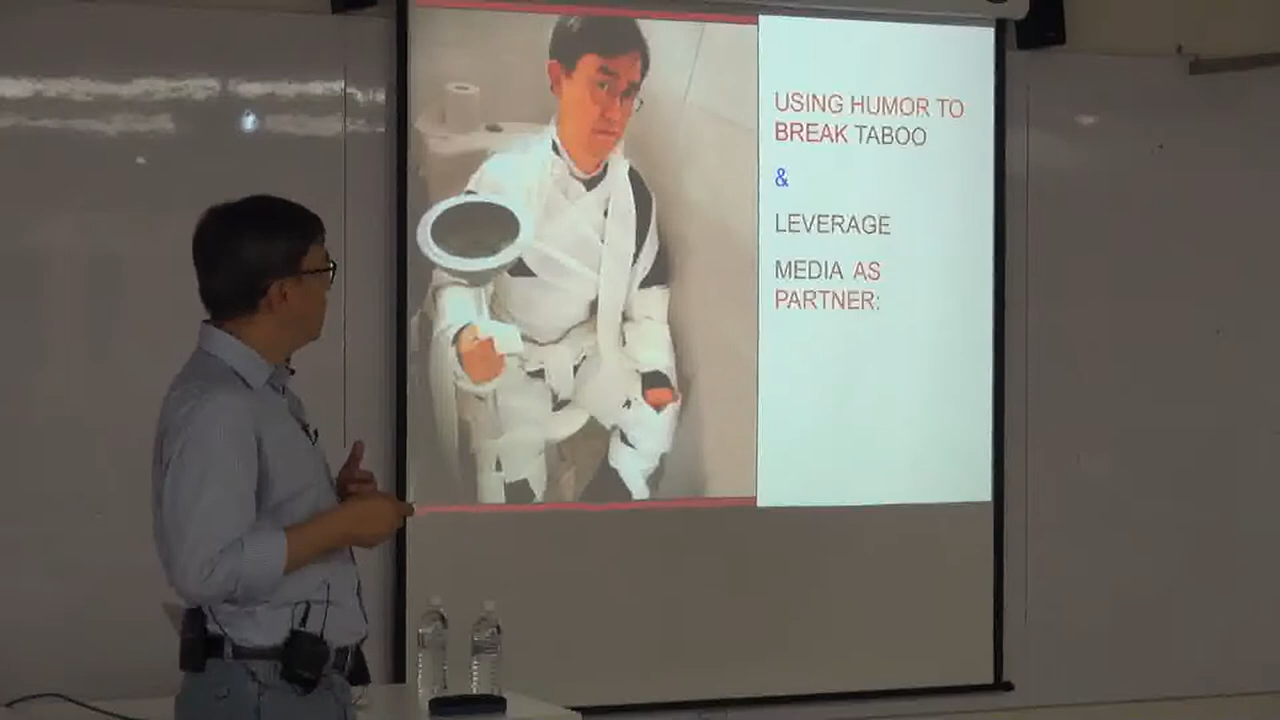 USING HUMOR TO
BREAK TABOO
&
LEVERAGE
MEDIA AS
PARTNER: